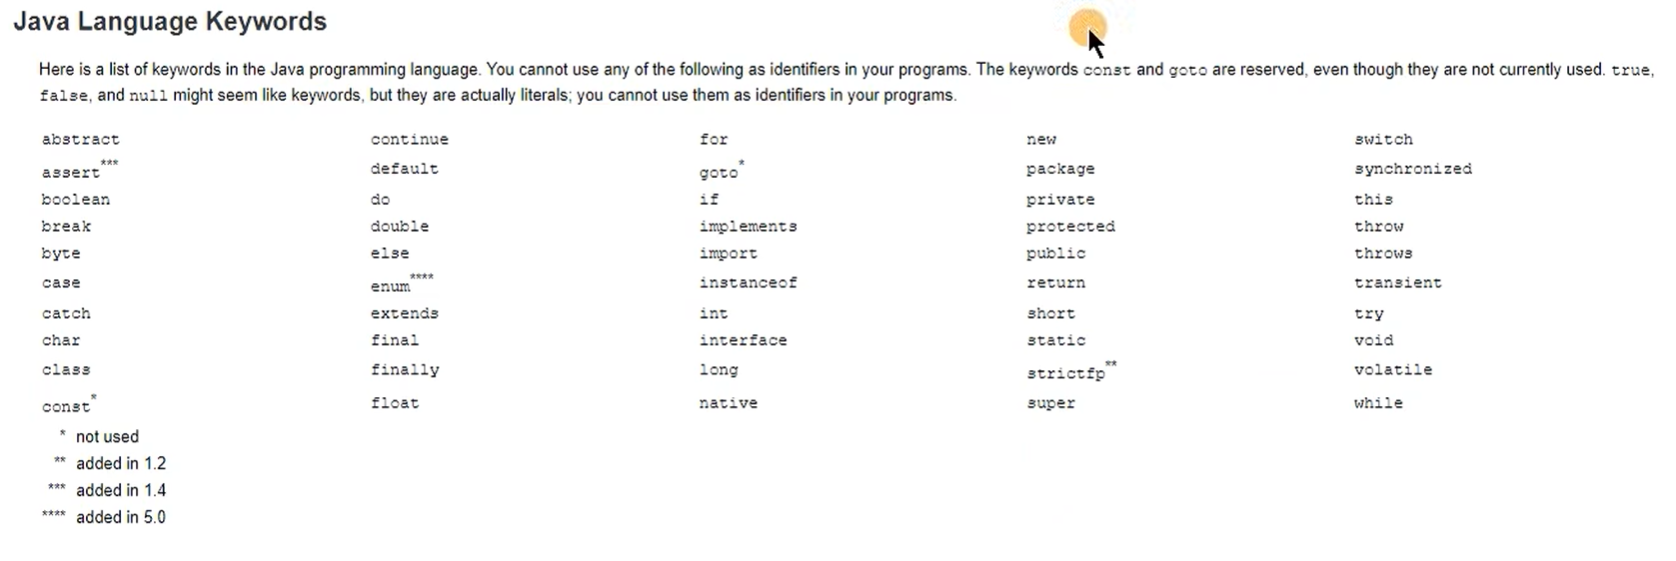 Java Language Keywords
Here is a list of keywords in the Java programming language. You cannot use any of the following as identifiers in your programs. The keywords const and goto are reserved, even though they are not currently used. true,
false, and null might seem like keywords, but they are actually literals; you cannot use them as identifiers in your programs.
abstract continue for new switch
assert*** default goto* package synchronized
boolean do if private this
break double implements protected throw
byte else import public throws
case enum**** instanceof return transient
catch extends int short try
char final interface static void
class finally long strictfp** volatile
const* float native super while
* not used
** added in 1.2
*** added in 1.4
**** added in 5.0